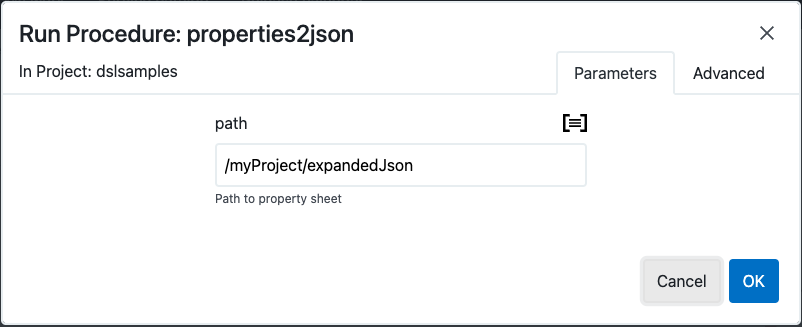 Run Procedure: properties2json
In Project: dslsamples
Parameters
Advanced
path
/myProject/expandedJson
Path to property sheet
Cancel
OK